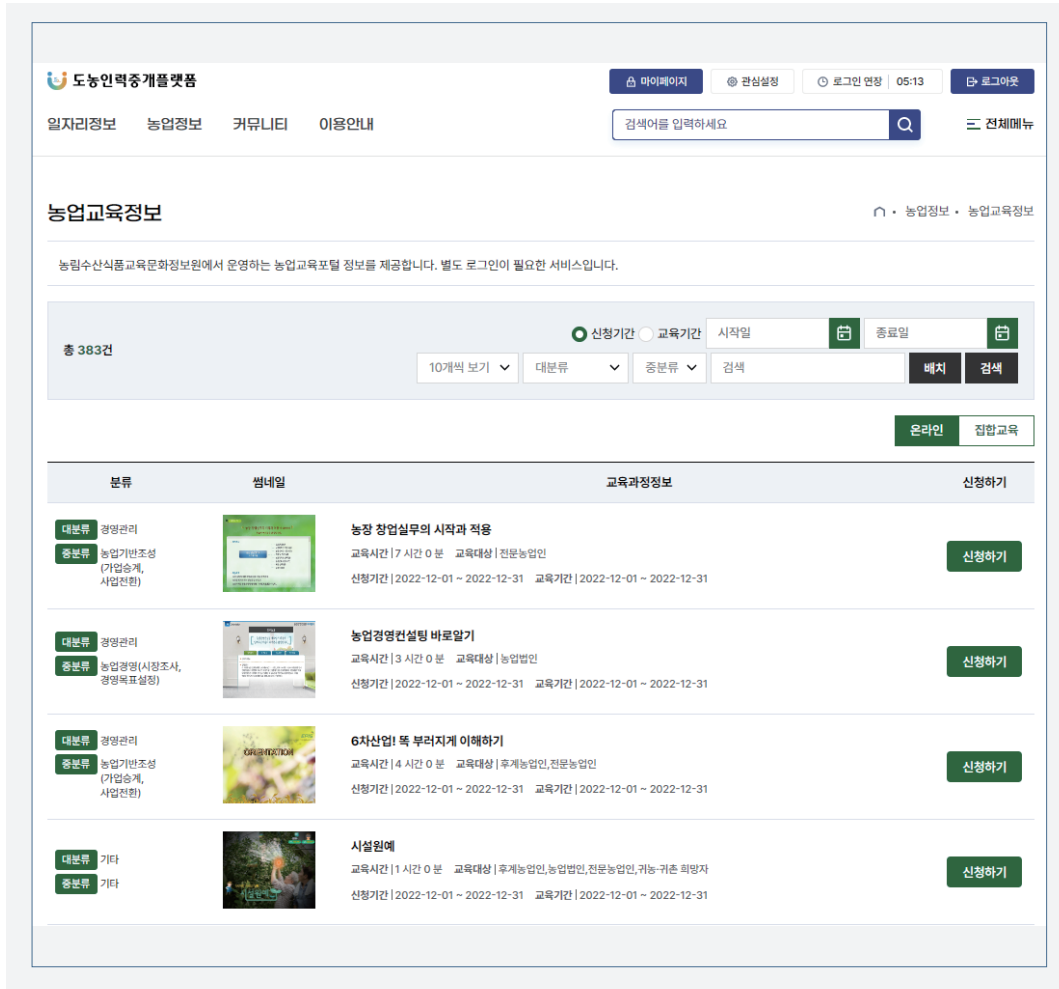 도농인력중개플랫폼
마이페이지 관심설정 로그인 연장 05:13 로그아웃
일자리정보 농업정보 커뮤니티 이용안내
검색어를 입력하세요
전체메뉴
농업교육정보
농업정보 • 농업교육정보
농림수산식품교육문화정보원에서 운영하는 농업교육포털 정보를 제공합니다. 별도 로그인이 필요한 서비스입니다.
총 383건
신청기간 교육기간 시작일 종료일
10개씩 보기 대분류 중분류 검색 배치 검색
온라인 집합교육
분류 썸네일 교육과정정보 신청하기
대분류 경영관리
중분류 농업기반조성
(가업승계,
사업전환)
농장 창업실무의 시작과 적용
교육시간 | 7 시간 0 분 교육대상 | 전문농업인
신청기간 | 2022-12-01 ~ 2022-12-31 교육기간 | 2022-12-01 ~ 2022-12-31
신청하기
대분류 경영관리
중분류 농업경영(시장조사,
경영목표설정)
농업경영컨설팅 바로알기
교육시간 | 3 시간 0 분 교육대상 | 농업법인
신청기간 | 2022-12-01 ~ 2022-12-31 교육기간 | 2022-12-01 ~ 2022-12-31
신청하기
대분류 경영관리
중분류 농업기반조성
(가업승계,
사업전환)
ORIENTATION
6차산업! 똑 부러지게 이해하기
교육시간 | 4 시간 0 분 교육대상 | 후계농업인,전문농업인
신청기간 | 2022-12-01 ~ 2022-12-31 교육기간 | 2022-12-01 ~ 2022-12-31
신청하기
대분류 기타
중분류 기타
시설원예
시설원예
교육시간 | 1 시간 0 분 교육대상 | 후계농업인,농업법인,전문농업인,귀농·귀촌 희망자
신청기간 | 2022-12-01 ~ 2022-12-31 교육기간 | 2022-12-01 ~ 2022-12-31
신청하기